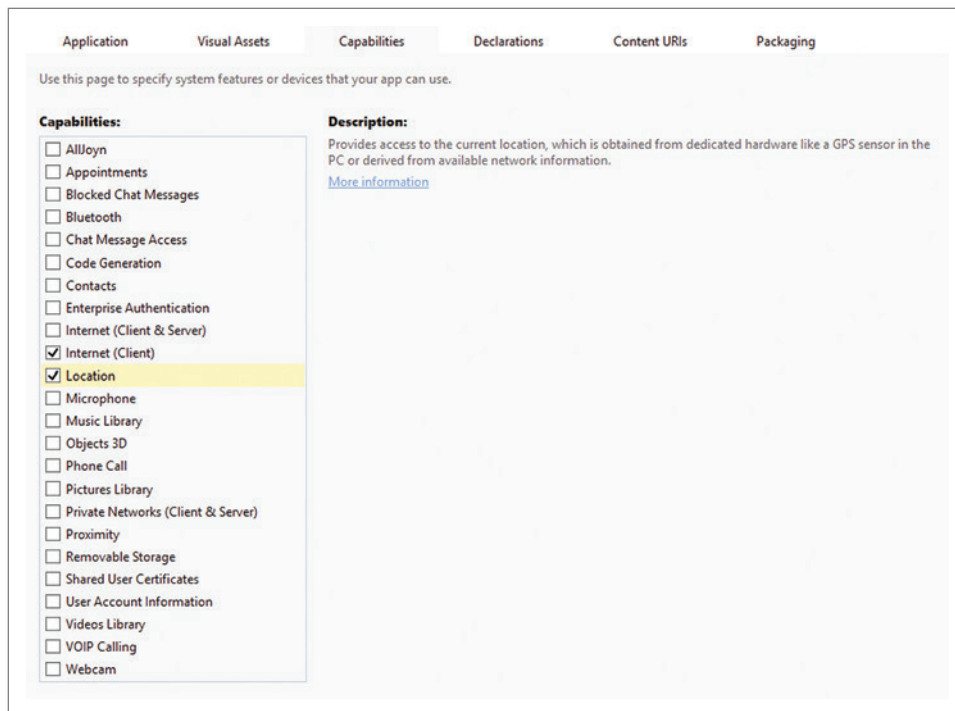 Application Visual Assets Capabilities Declarations Content URIs Packaging
Use this page to specify system features or devices that your app can use.
Capabilities:
AllJoyn
Appointments
Blocked Chat Messages
Bluetooth
Chat Message Access
Code Generation
Contacts
Enterprise Authentication
Internet (Client & Server)
Internet (Client)
Location
Microphone
Music Library
Objects 3D
Phone Call
Pictures Library
Private Networks (Client & Server)
Proximity
Removable Storage
Shared User Certificates
User Account Information
Videos Library
VOIP Calling
Webcam
Description:
Provides access to the current location, which is obtained from dedicated hardware like a GPS sensor in the
PC or derived from available network information.
More information